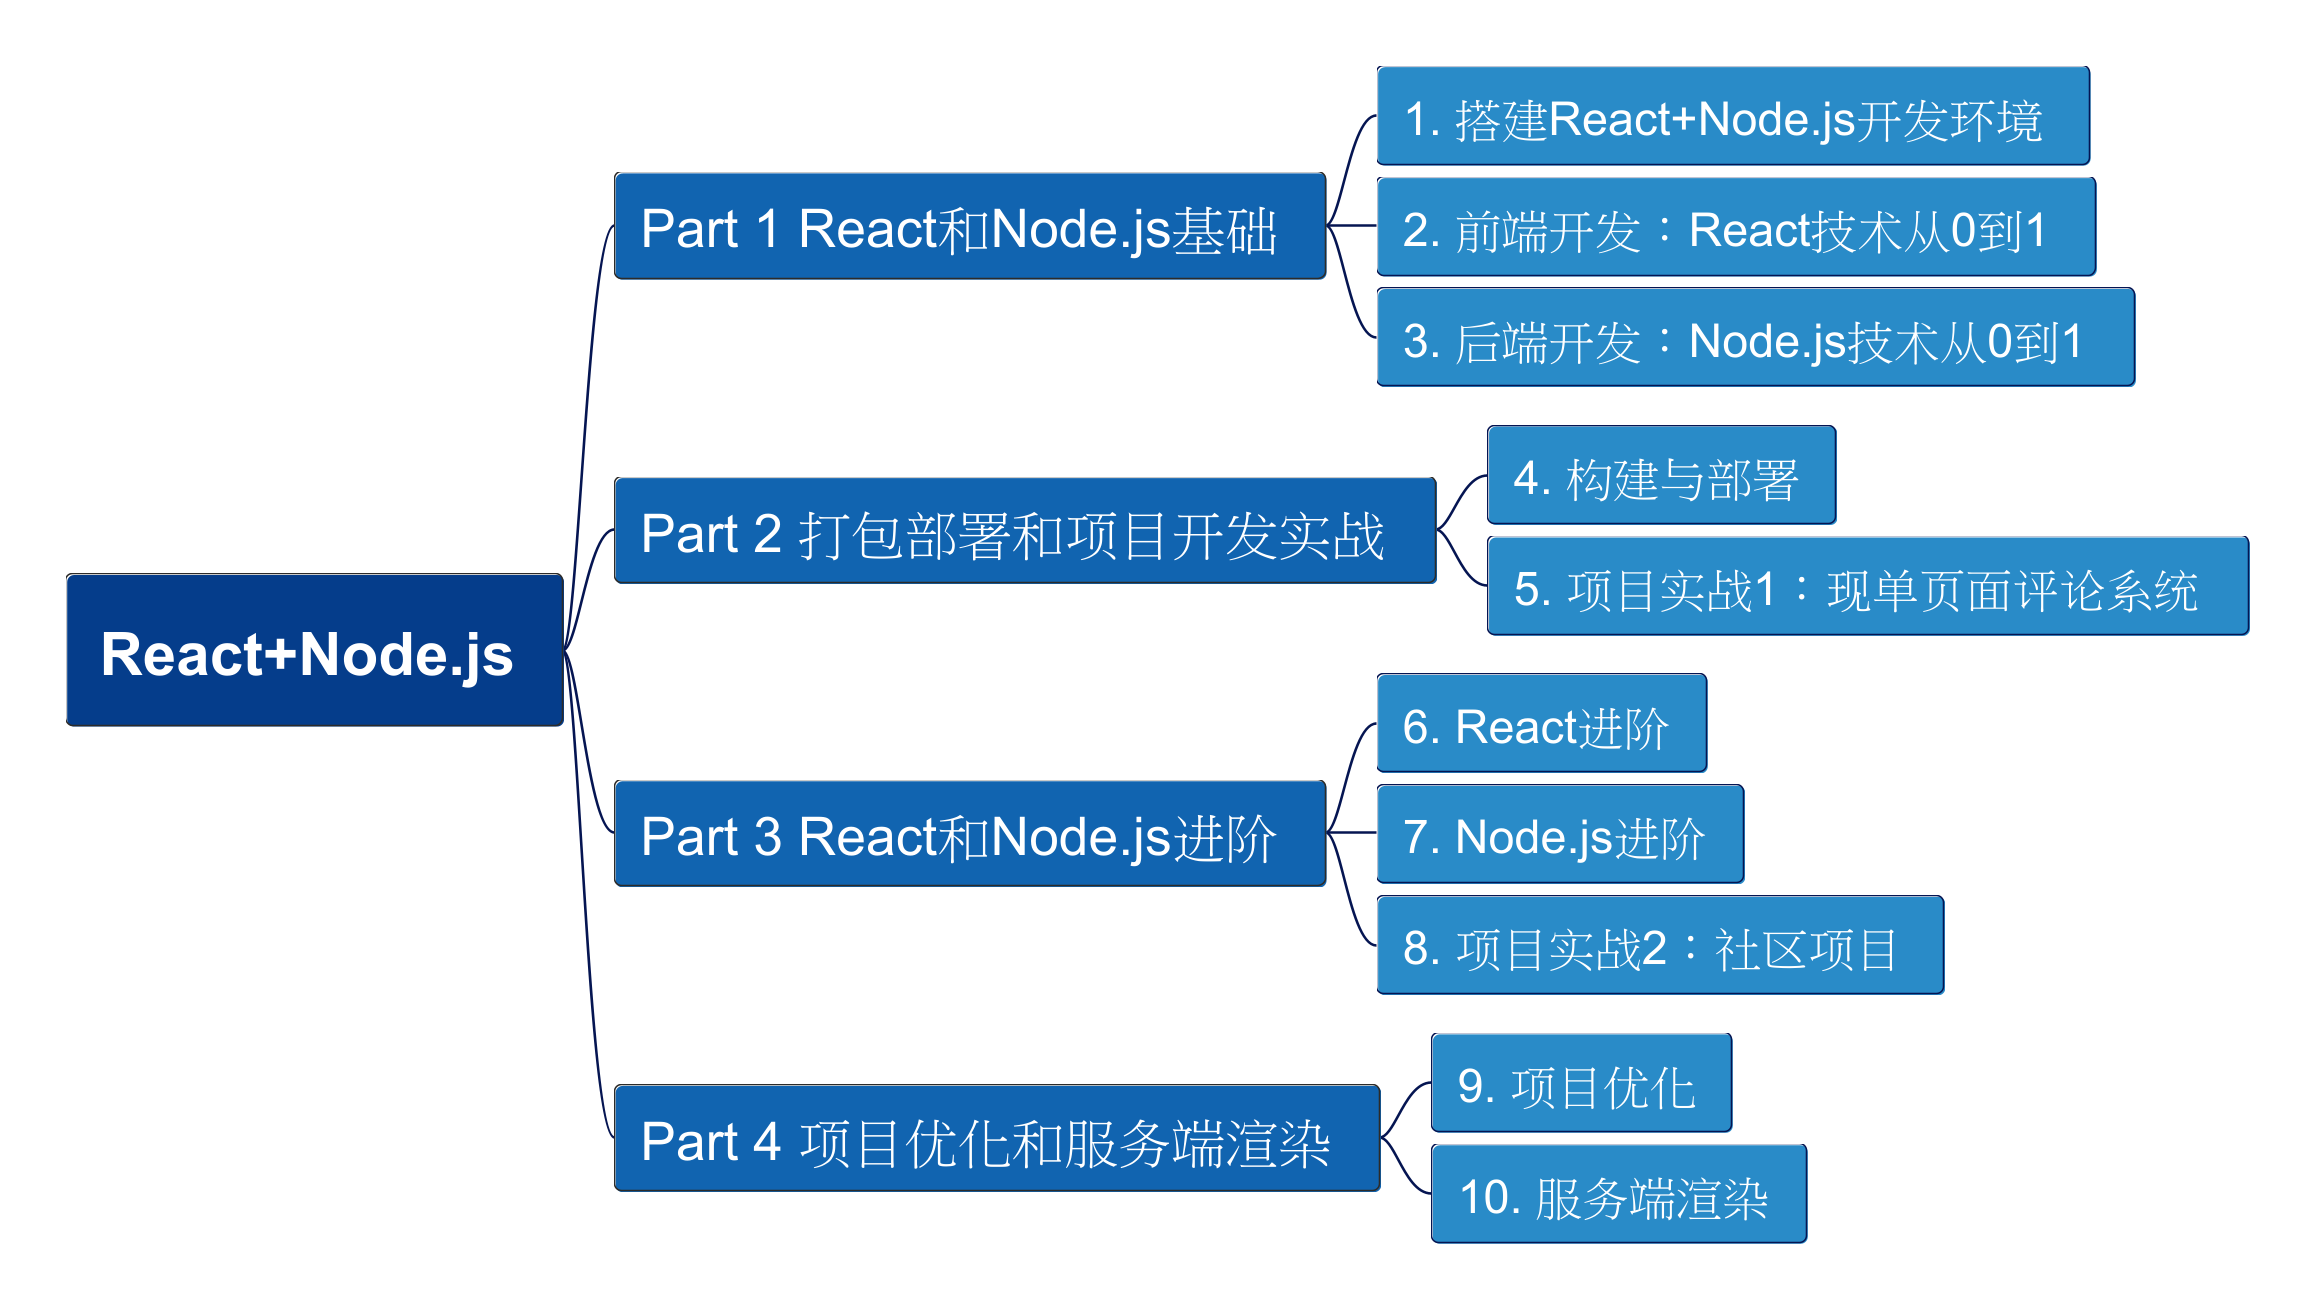 React+Node.js
Part 1 React和Node.js基础
1. 搭建React+Node.js开发环境
2. 前端开发：React技术从0到1
3. 后端开发：Node.js技术从0到1
Part 2 打包部署和项目开发实战
4. 构建与部署
5. 项目实战1：现单页面评论系统
Part 3 React和Node.js进阶
6. React进阶
7. Node.js进阶
8. 项目实战2：社区项目
Part 4 项目优化和服务端渲染
9. 项目优化
10. 服务端渲染